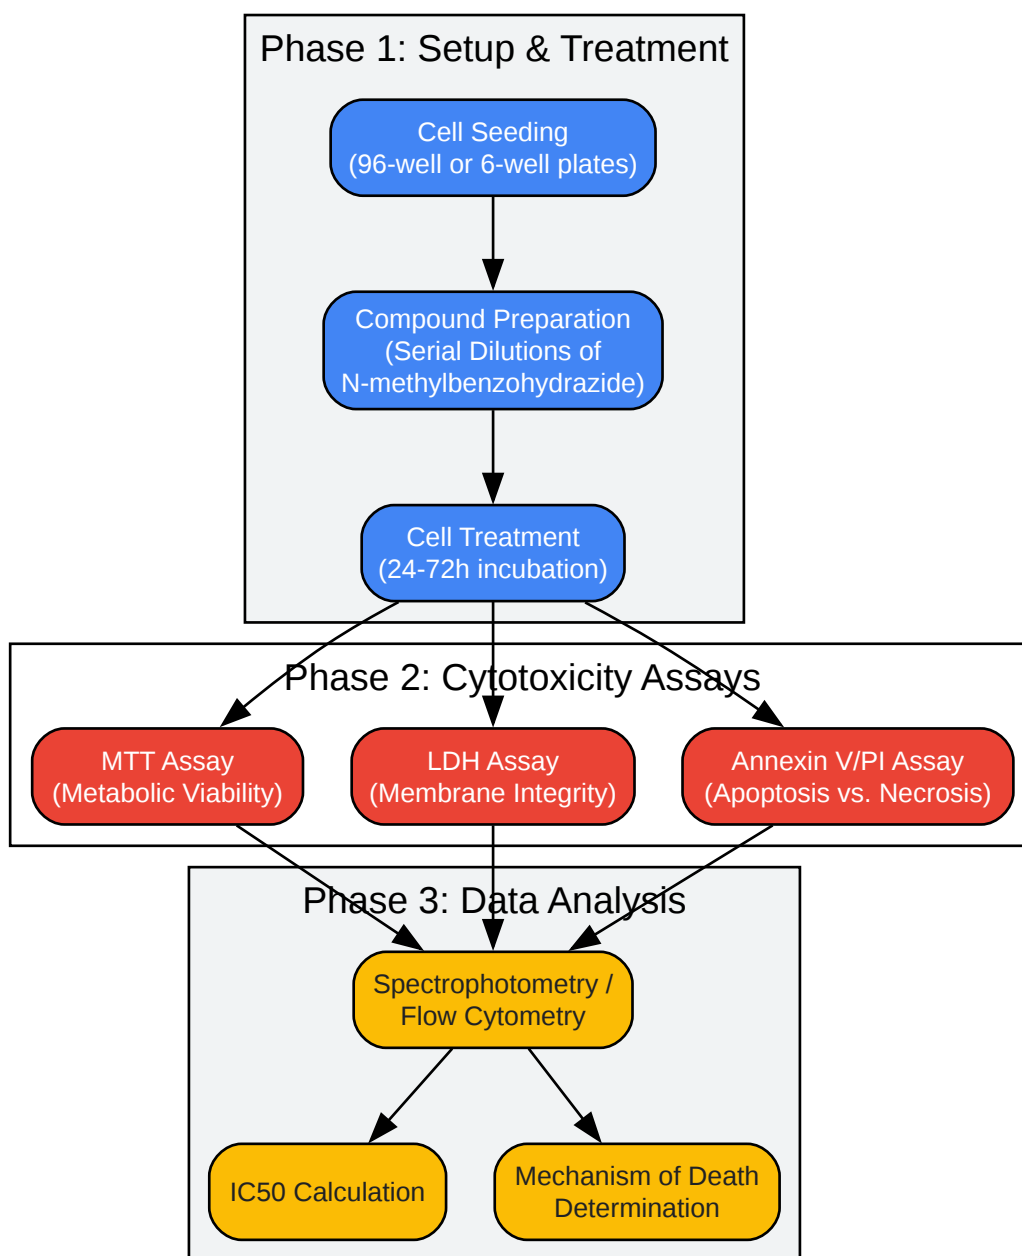 Phase 1: Setup & Treatment
Cell Seeding
(96-well or 6-well plates)
Compound Preparation
(Serial Dilutions of
N-methylbenzohydrazide)
Cell Treatment
(24-72h incubation)
Phase 2: Cytotoxicity Assays
MTT Assay
(Metabolic Viability)
LDH Assay
(Membrane Integrity)
Annexin V/PI Assay
(Apoptosis vs. Necrosis)
Phase 3: Data Analysis
Spectrophotometry /
Flow Cytometry
IC50 Calculation
Mechanism of Death
Determination